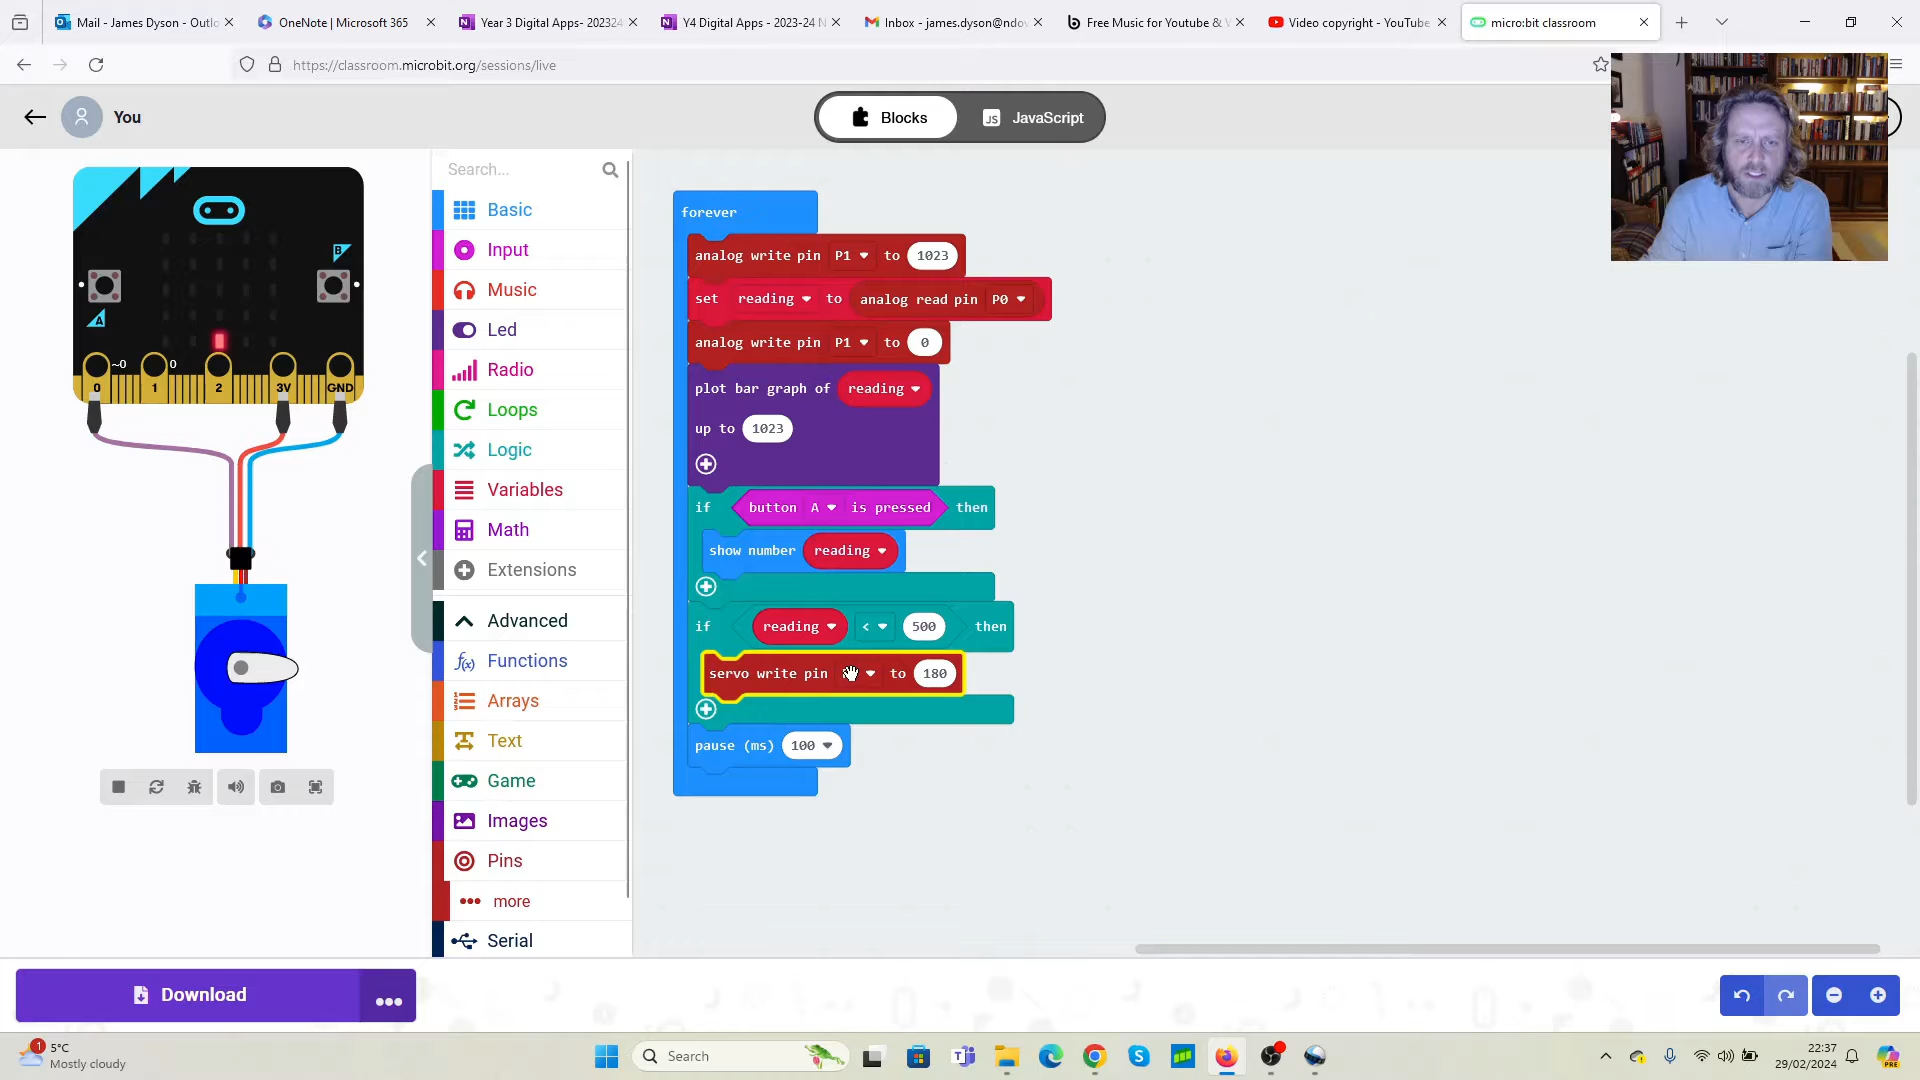 Mail - James Dyson - Outlo
OneNote | Microsoft 365
Year 3 Digital Apps- 202324
Y4 Digital Apps - 2023-24 N
Inbox - james.dyson@ndov
Free Music for Youtube & V
Video copyright - YouTube
micro:bit classroom
https://classroom.microbit.org/sessions/live
You
Blocks
JS JavaScript
B
A
~0
0
0 1 2 3V GND
Search...
Basic
Input
Music
Led
Radio
Loops
Logic
Variables
Math
Extensions
Advanced
f(x) Functions
Arrays
Text
Game
Images
Pins
more
Serial
forever
analog write pin P1 to 1023
set reading to analog read pin P0
analog write pin P1 to 0
plot bar graph of reading
up to 1023
if button A is pressed then
show number reading
if reading < 500 then
servo write pin to 180
pause (ms) 100
Download
1
5°C
Mostly cloudy
Search
22:37
29/02/2024
PRE